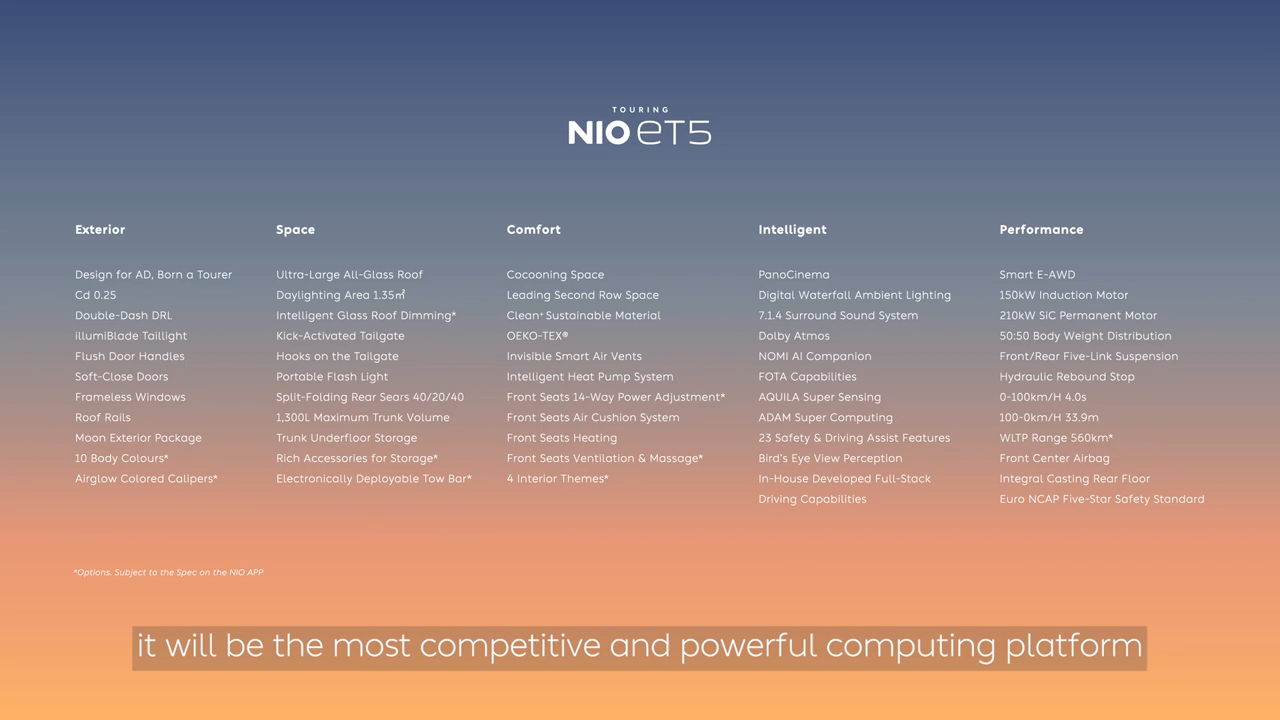 TOURING
NIO eT5
Exterior
Design for AD, Born a Tourer
Cd 0.25
Double-Dash DRL
illumiBlade Taillight
Flush Door Handles
Soft-Close Doors
Frameless Windows
Roof Rails
Moon Exterior Package
10 Body Colours*
Airglow Colored Calipers*
Space
Ultra-Large All-Glass Roof
Daylighting Area 1.35㎡
Intelligent Glass Roof Dimming*
Kick-Activated Tailgate
Hooks on the Tailgate
Portable Flash Light
Split-Folding Rear Sears 40/20/40
1,300L Maximum Trunk Volume
Trunk Underfloor Storage
Rich Accessories for Storage*
Electronically Deployable Tow Bar*
Comfort
Cocooning Space
Leading Second Row Space
Clean⁺ Sustainable Material
OEKO-TEX®
Invisible Smart Air Vents
Intelligent Heat Pump System
Front Seats 14-Way Power Adjustment*
Front Seats Air Cushion System
Front Seats Heating
Front Seats Ventilation & Massage*
4 Interior Themes*
Intelligent
PanoCinema
Digital Waterfall Ambient Lighting
7.1.4 Surround Sound System
Dolby Atmos
NOMI AI Companion
FOTA Capabilities
AQUILA Super Sensing
ADAM Super Computing
23 Safety & Driving Assist Features
Bird's Eye View Perception
In-House Developed Full-Stack
Driving Capabilities
Performance
Smart E-AWD
150kW Induction Motor
210kW SiC Permanent Motor
50:50 Body Weight Distribution
Front/Rear Five-Link Suspension
Hydraulic Rebound Stop
0-100km/H 4.0s
100-0km/H 33.9m
WLTP Range 560km*
Front Center Airbag
Integral Casting Rear Floor
Euro NCAP Five-Star Safety Standard
*Options. Subject to the Spec on the NIO APP
it will be the most competitive and powerful computing platform